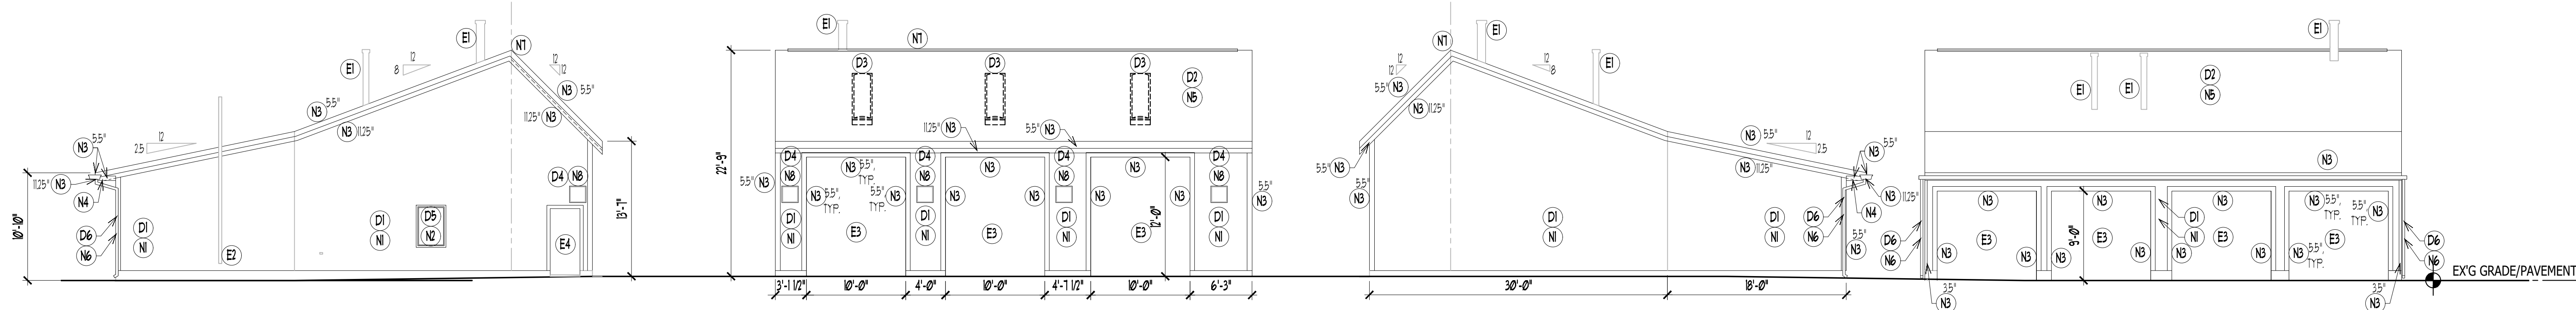 E1
N7
12
8
E1
12
12
N3
5.5"
N3
5.5"
11.25"
N3
N3
11.25"
12
2.5
5.5"
N3
11.25"
N3
N4
10'-10"
D6
N6
D1
N1
E2
D1
N1
D5
N2
D4
N8
E4
13'-7"
E1
N7
D3
D3
D3
D2
N5
22'-9"
11.25"
N3
5.5"
N3
D4
N8
D4
N8
D4
N8
D4
N8
N3
5.5",
TYP.
N3
N3
5.5"
N3
N3
5.5",
TYP.
5.5",
TYP.
N3
N3
N3
N3
N3
5.5"
N3
D1
N1
D1
N1
D1
N1
D1
N1
E3
E3
E3
12'-0"
3'-1 1/2"
10'-0"
4'-0"
10'-0"
4'-7 1/2"
10'-0"
6'-3"
N7
E1
12
12
12
8
E1
5.5"
N3
N3
11.25"
N3
5.5"
12
2.5
N3
5.5"
N3
11.25"
5.5"
N3
5.5"
N3
N3
11.25"
N4
D1
N1
D1
N1
D6
N6
5.5"
N3
30'-0"
18'-0"
E1
E1
E1
D2
N5
N3
N3
N3
N3
N3
5.5",
TYP.
5.5"
N3
TYP.
D1
N1
E3
E3
E3
E3
9'-0"
D6
N6
N3
N3
N3
N3
N3
N3
N3
5.5"
TYP.
D6
N6
3.5"
N3
3.5"
N3
EX'G GRADE/PAVEMENT